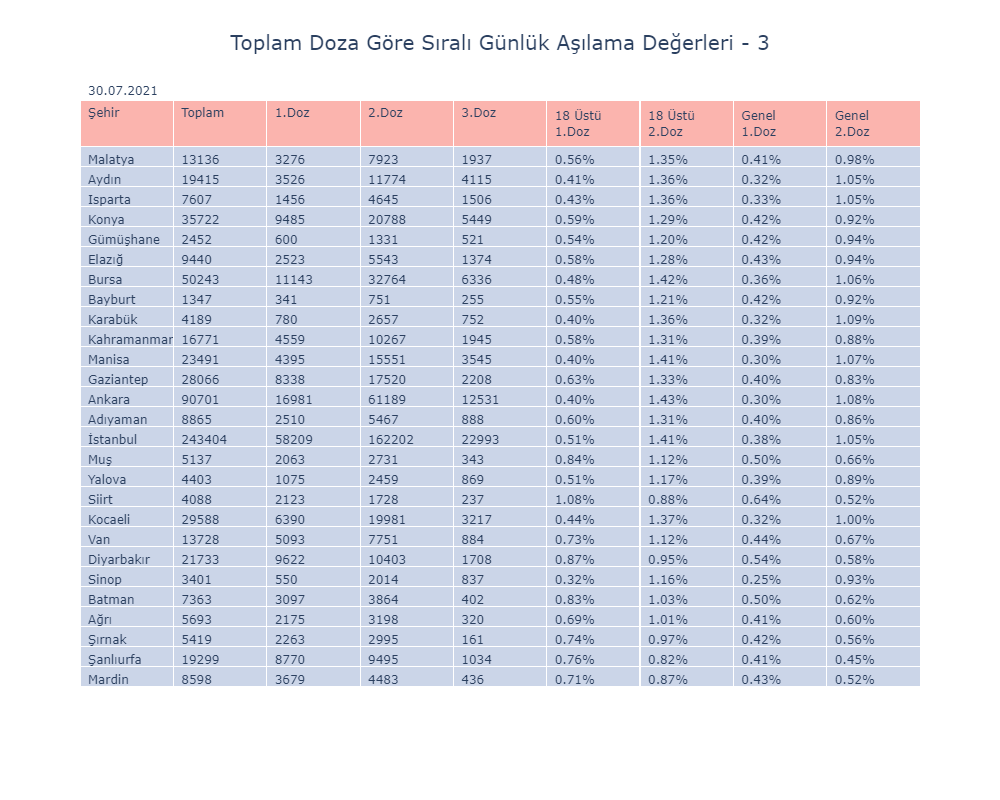 Toplam Doza Göre Sıralı Günlük Aşılama Değerleri - 3
30.07.2021
Şehir Toplam 1.Doz 2.Doz 3.Doz 18 Üstü 1.Doz 18 Üstü 2.Doz Genel 1.Doz Genel 2.Doz
Malatya 13136 3276 7923 1937 0.56% 1.35% 0.41% 0.98%
Aydın 19415 3526 11774 4115 0.41% 1.36% 0.32% 1.05%
Isparta 7607 1456 4645 1506 0.43% 1.36% 0.33% 1.05%
Konya 35722 9485 20788 5449 0.59% 1.29% 0.42% 0.92%
Gümüşhane 2452 600 1331 521 0.54% 1.20% 0.42% 0.94%
Elazığ 9440 2523 5543 1374 0.58% 1.28% 0.43% 0.94%
Bursa 50243 11143 32764 6336 0.48% 1.42% 0.36% 1.06%
Bayburt 1347 341 751 255 0.55% 1.21% 0.42% 0.92%
Karabük 4189 780 2657 752 0.40% 1.36% 0.32% 1.09%
Kahramanmar 16771 4559 10267 1945 0.58% 1.31% 0.39% 0.88%
Manisa 23491 4395 15551 3545 0.40% 1.41% 0.30% 1.07%
Gaziantep 28066 8338 17520 2208 0.63% 1.33% 0.40% 0.83%
Ankara 90701 16981 61189 12531 0.40% 1.43% 0.30% 1.08%
Adıyaman 8865 2510 5467 888 0.60% 1.31% 0.40% 0.86%
İstanbul 243404 58209 162202 22993 0.51% 1.41% 0.38% 1.05%
Muş 5137 2063 2731 343 0.84% 1.12% 0.50% 0.66%
Yalova 4403 1075 2459 869 0.51% 1.17% 0.39% 0.89%
Siirt 4088 2123 1728 237 1.08% 0.88% 0.64% 0.52%
Kocaeli 29588 6390 19981 3217 0.44% 1.37% 0.32% 1.00%
Van 13728 5093 7751 884 0.73% 1.12% 0.44% 0.67%
Diyarbakır 21733 9622 10403 1708 0.87% 0.95% 0.54% 0.58%
Sinop 3401 550 2014 837 0.32% 1.16% 0.25% 0.93%
Batman 7363 3097 3864 402 0.83% 1.03% 0.50% 0.62%
Ağrı 5693 2175 3198 320 0.69% 1.01% 0.41% 0.60%
Şırnak 5419 2263 2995 161 0.74% 0.97% 0.42% 0.56%
Şanlıurfa 19299 8770 9495 1034 0.76% 0.82% 0.41% 0.45%
Mardin 8598 3679 4483 436 0.71% 0.87% 0.43% 0.52%